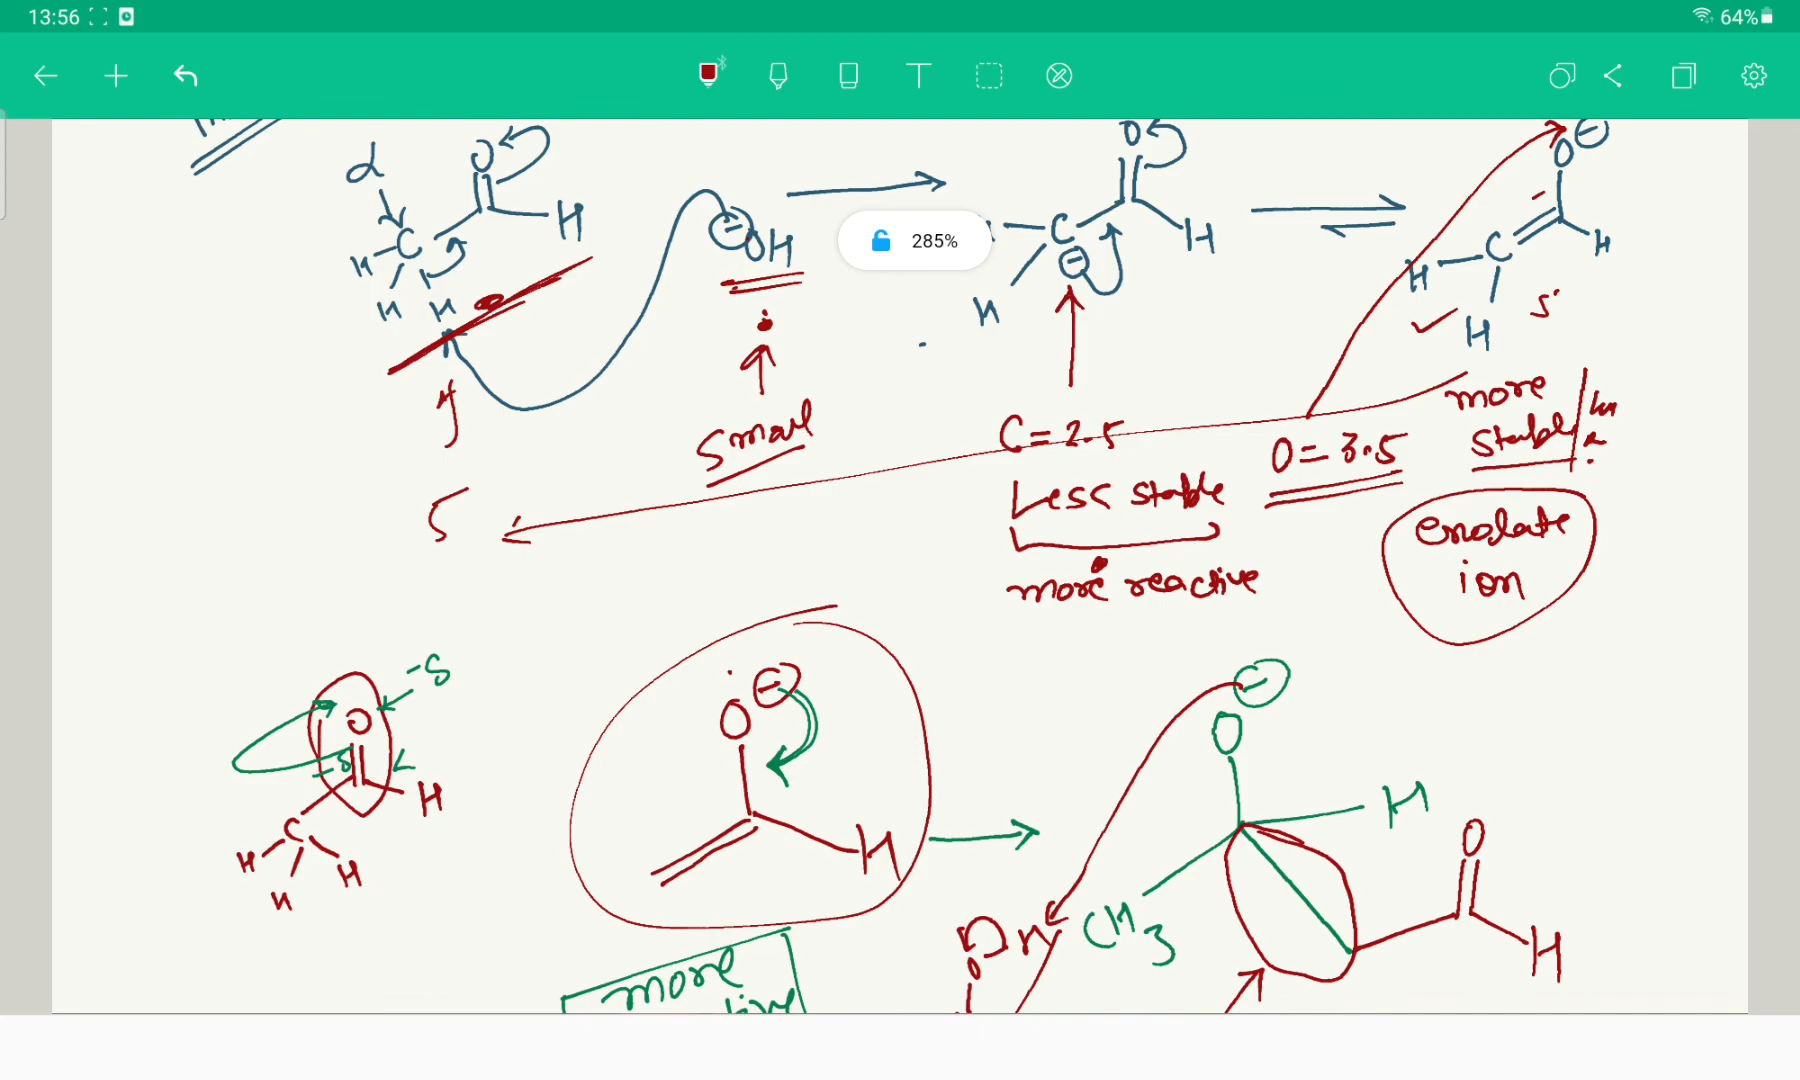 13:56
64%
T
285%
α
O
H
C
H
H
H
OH
O
C
H
H
O
C
H
H
H
Small
C = 2.5
O = 3.5
more
stable
Less stable
more reactive
enolate
ion
-δ
O
H
C
H
H
H
O
H
O
H
CH3
O
H
more